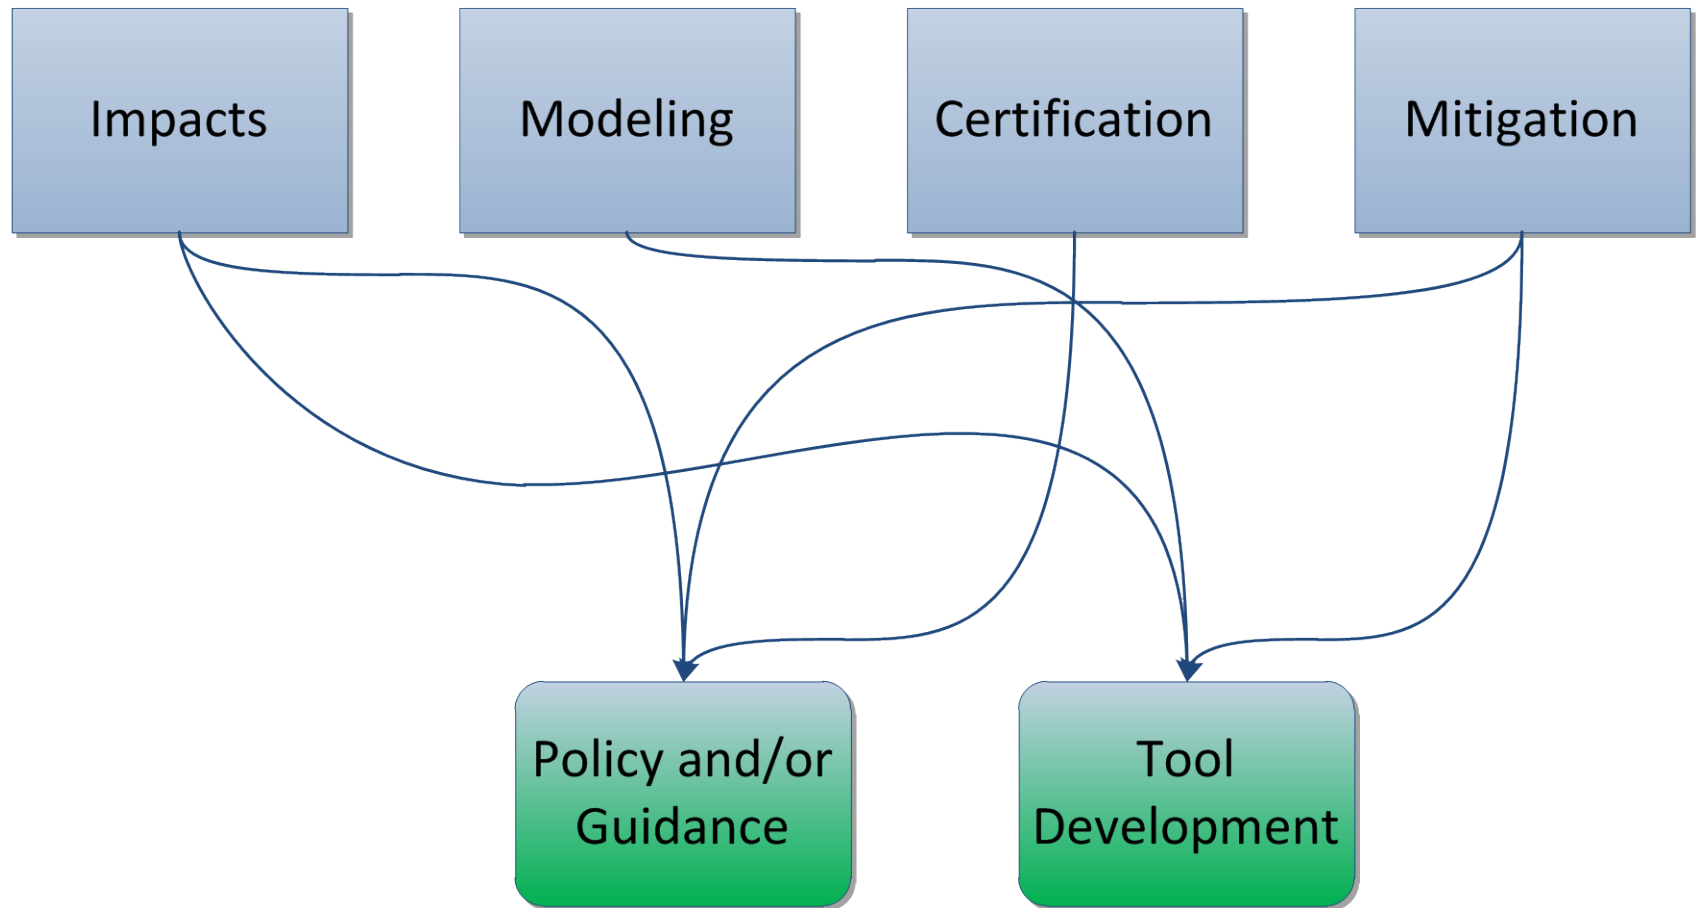 Impacts
Modeling
Certification
Mitigation
Policy and/or
Guidance
Tool
Development